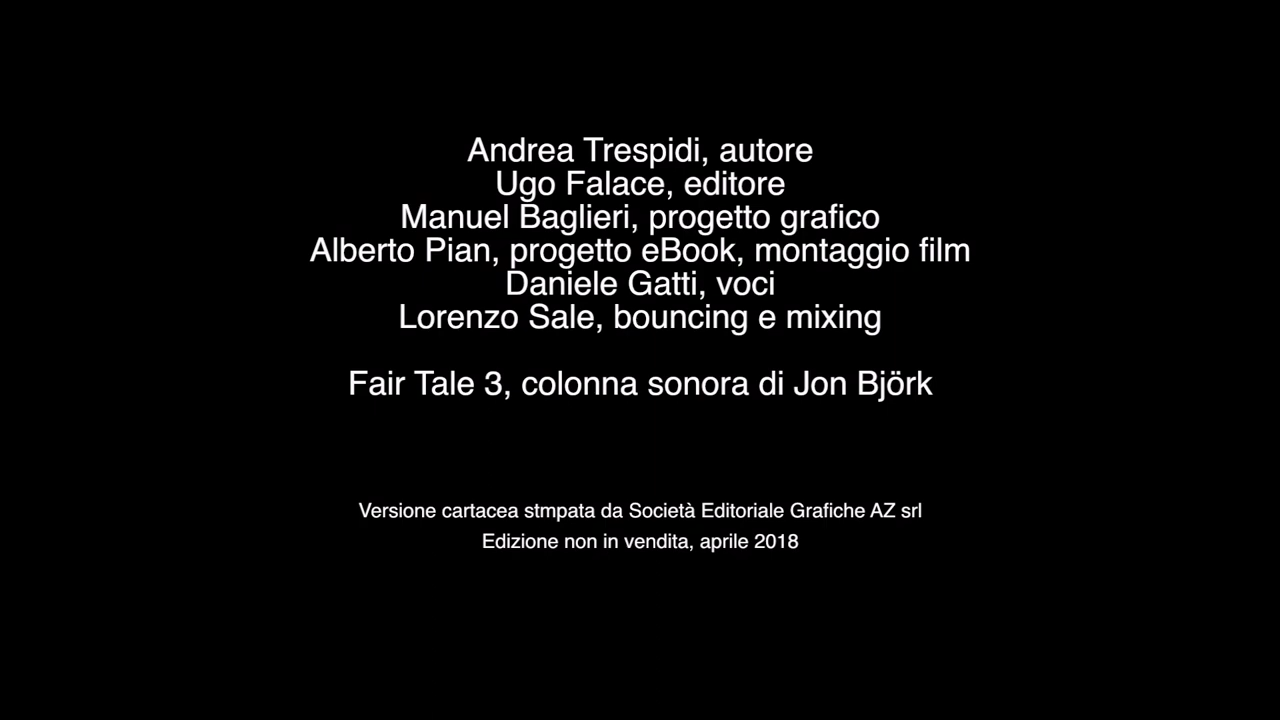 Andrea Trespidi, autore
Ugo Falace, editore
Manuel Baglieri, progetto grafico
Alberto Pian, progetto eBook, montaggio film
Daniele Gatti, voci
Lorenzo Sale, bouncing e mixing
Fair Tale 3, colonna sonora di Jon Björk
Versione cartacea stmpata da Società Editoriale Grafiche AZ srl
Edizione non in vendita, aprile 2018